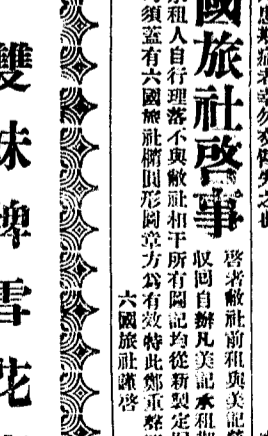 國旅社啓事
啓者敝社前租與美記
收回自辦凡美記承租
承租人自行理落不與敝社相干所有圖記均從新製定
須蓋有六國旅社橢圓形圖章方爲有效特此鄭重聲
六國旅社謹啓
雙妹牌雪花